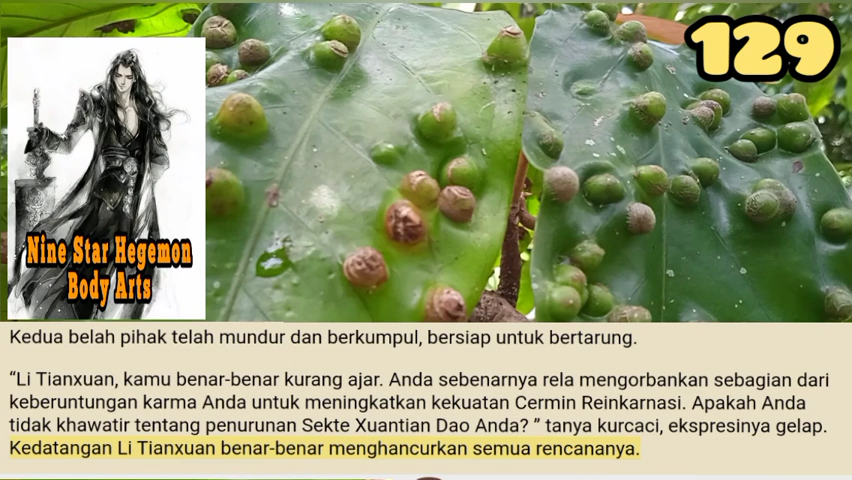 129
Nine Star Hegemon
Body Arts
Kedua belah pihak telah mundur dan berkumpul, bersiap untuk bertarung.
“Li Tianxuan, kamu benar-benar kurang ajar. Anda sebenarnya rela mengorbankan sebagian dari
keberuntungan karma Anda untuk meningkatkan kekuatan Cermin Reinkarnasi. Apakah Anda
tidak khawatir tentang penurunan Sekte Xuantian Dao Anda? ” tanya kurcaci, ekspresinya gelap.
Kedatangan Li Tianxuan benar-benar menghancurkan semua rencananya.